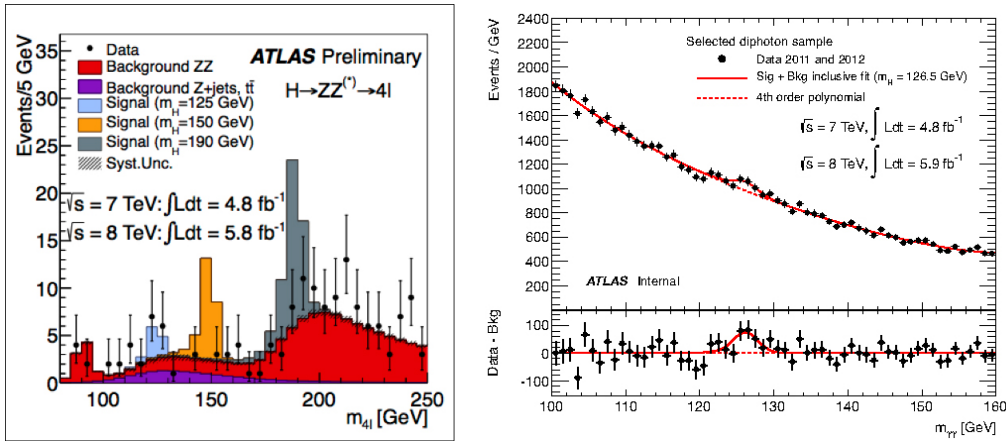 ATLAS Preliminary
H→ZZ(*)→4l
Data
Background ZZ
Background Z+jets, tt̄
Signal (mH=125 GeV)
Signal (mH=150 GeV)
Signal (mH=190 GeV)
Syst.Unc.
√s = 7 TeV: ∫Ldt = 4.8 fb-1
√s = 8 TeV: ∫Ldt = 5.8 fb-1
Events/5 GeV
35
30
25
20
15
10
5
0
100 150 200 250
m4l [GeV]
Events / GeV
2400
2200
2000
1800
1600
1400
1200
1000
800
600
400
200
Selected diphoton sample
Data 2011 and 2012
Sig + Bkg inclusive fit (mH = 126.5 GeV)
4th order polynomial
√s = 7 TeV, ∫ Ldt = 4.8 fb-1
√s = 8 TeV, ∫ Ldt = 5.9 fb-1
ATLAS Internal
Data - Bkg
100
0
-100
100 110 120 130 140 150 160
mγγ [GeV]